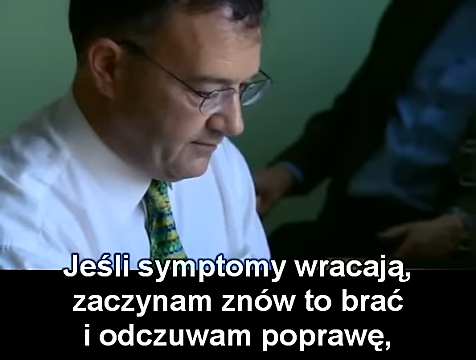 Jeśli symptomy wracają,
zaczynam znów to brać
i odczuwam poprawę,